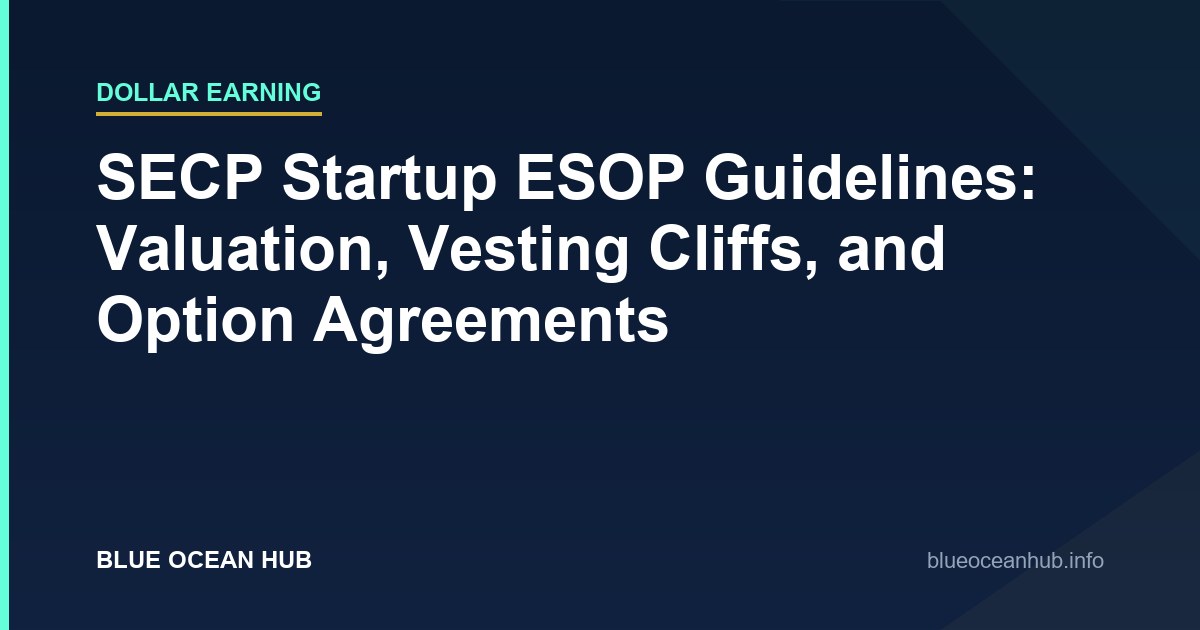 DOLLAR EARNING
SECP Startup ESOP Guidelines:
Valuation, Vesting Cliffs, and
Option Agreements
BLUE OCEAN HUB
blueoceanhub.info